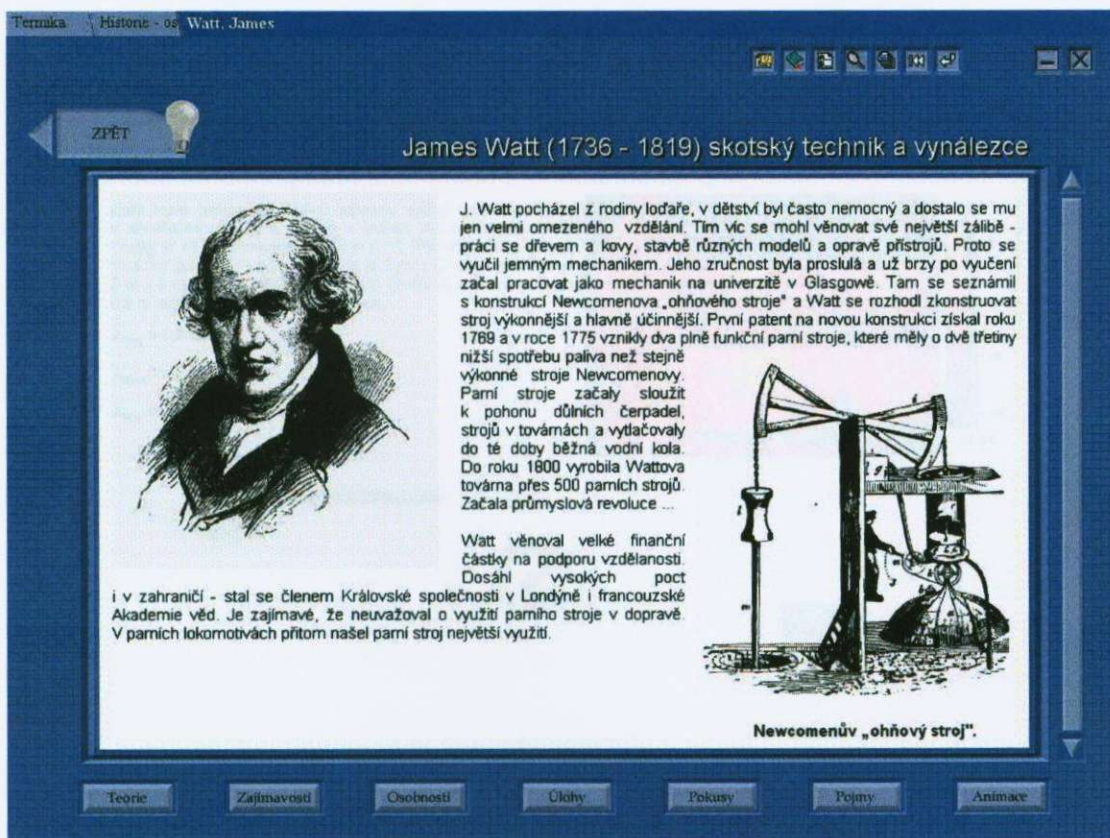 Termika
Historie - os
Watt, James
ZPĚT
James Watt (1736 - 1819) skotský technik a vynálezce
J. Watt pocházel z rodiny loďaře, v dětství byl často nemocný a dostalo se mu
jen velmi omezeného vzdělání. Tím víc se mohl věnovat své největší zálibě -
práci se dřevem a kovy, stavbě různých modelů a opravě přístrojů. Proto se
vyučil jemným mechanikem. Jeho zručnost byla proslulá a už brzy po vyučení
začal pracovat jako mechanik na univerzitě v Glasgowě. Tam se seznámil
s konstrukcí Newcomenova „ohňového stroje" a Watt se rozhodl zkonstruovat
stroj výkonnější a hlavně účinnější. První patent na novou konstrukci získal roku
1769 a v roce 1775 vznikly dva plně funkční parní stroje, které měly o dvě třetiny
nižší spotřebu paliva než stejně
výkonné stroje Newcomenovy.
Parní stroje začaly sloužit
k pohonu důlních čerpadel,
strojů v továrnách a vytlačovaly
do té doby běžná vodní kola.
Do roku 1800 vyrobila Wattova
továrna přes 500 parních strojů.
Začala průmyslová revoluce ...
Watt věnoval velké finanční
částky na podporu vzdělanosti.
Dosáhl vysokých poct
i v zahraničí - stal se členem Královské společnosti v Londýně i francouzské
Akademie věd. Je zajímavé, že neuvažoval o využití parního stroje v dopravě.
V parních lokomotivách přitom našel parní stroj největší využití.
Newcomenův „ohňový stroj".
Teorie
Zajímavosti
Osobnosti
Úlohy
Pokusy
Pojmy
Animace